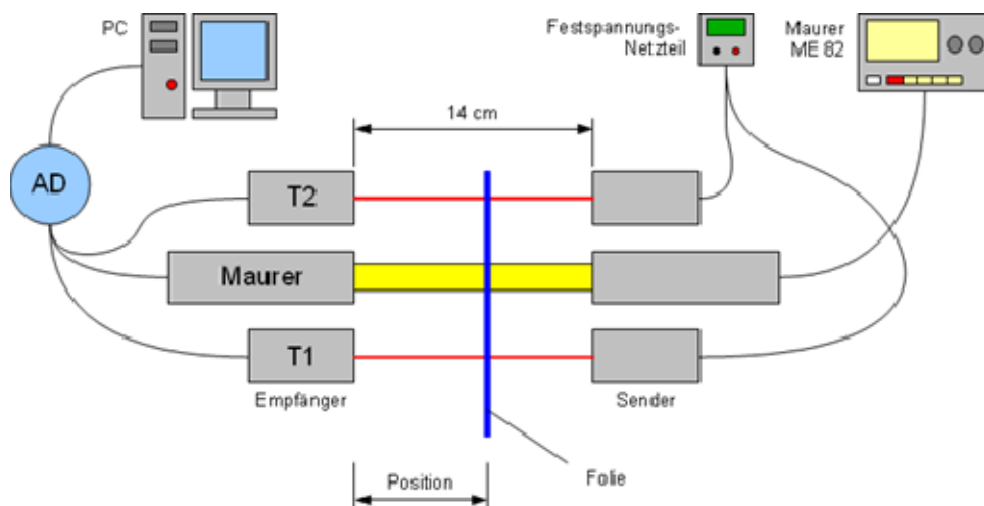 PC
Festspannungs-
Netzteil
Maurer
ME 82
14 cm
AD
T2
Maurer
T1
Empfänger
Sender
Position
Folie